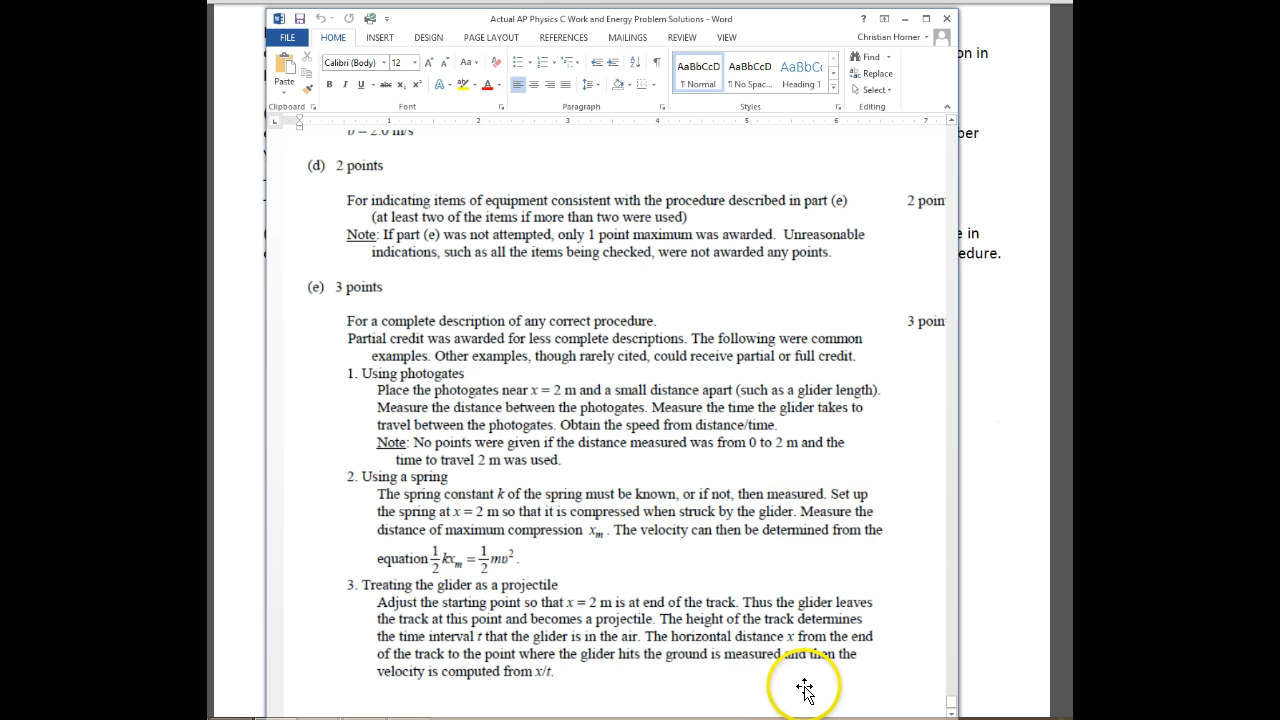 Actual AP Physics C Work and Energy Problem Solutions - Word
FILE HOME INSERT DESIGN PAGE LAYOUT REFERENCES MAILINGS REVIEW VIEW Christian Horner
Calibri (Body) 12 Aa
Paste
B I U abc x₂ x² A A
AaBbCcD AaBbCcD AaBbCc
¶ Normal ¶ No Spac... Heading 1
Find
Replace
Select
Clipboard Font Paragraph Styles Editing
1 2 3 4 5 6 7
on in
ber
e in
edure.
υ = 2.0 m/s
(d) 2 points
For indicating items of equipment consistent with the procedure described in part (e) 2 poin
(at least two of the items if more than two were used)
Note: If part (e) was not attempted, only 1 point maximum was awarded. Unreasonable
indications, such as all the items being checked, were not awarded any points.
(e) 3 points
For a complete description of any correct procedure. 3 poin
Partial credit was awarded for less complete descriptions. The following were common
examples. Other examples, though rarely cited, could receive partial or full credit.
1. Using photogates
Place the photogates near x = 2 m and a small distance apart (such as a glider length).
Measure the distance between the photogates. Measure the time the glider takes to
travel between the photogates. Obtain the speed from distance/time.
Note: No points were given if the distance measured was from 0 to 2 m and the
time to travel 2 m was used.
2. Using a spring
The spring constant k of the spring must be known, or if not, then measured. Set up
the spring at x = 2 m so that it is compressed when struck by the glider. Measure the
distance of maximum compression xₘ . The velocity can then be determined from the
equation 1/2 kxₘ = 1/2 mυ² .
3. Treating the glider as a projectile
Adjust the starting point so that x = 2 m is at end of the track. Thus the glider leaves
the track at this point and becomes a projectile. The height of the track determines
the time interval t that the glider is in the air. The horizontal distance x from the end
of the track to the point where the glider hits the ground is measured and then the
velocity is computed from x/t.